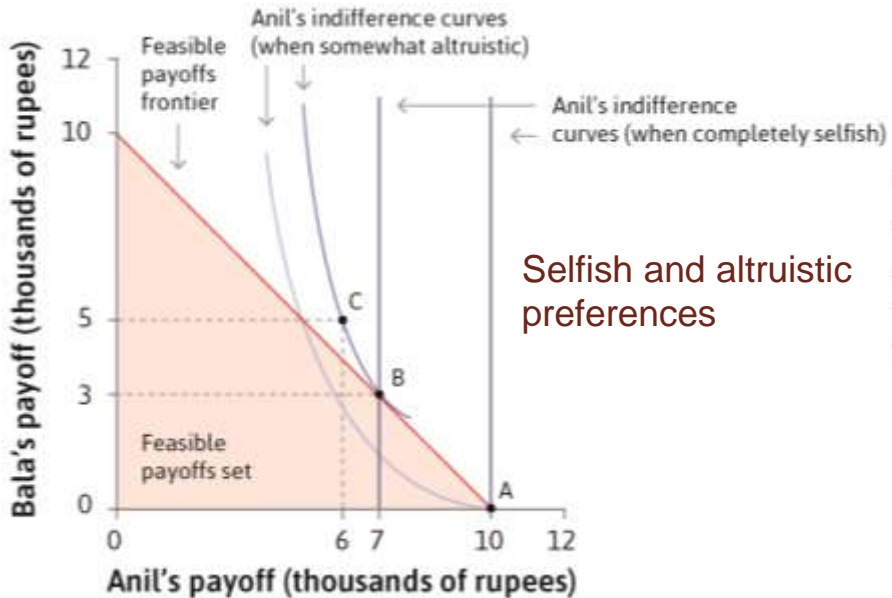 Anil's indifference curves
(when somewhat altruistic)
Feasible
payoffs
frontier
Anil's indifference
curves (when completely selfish)
Bala's payoff (thousands of rupees)
12
10
5
3
0
C
B
A
Selfish and altruistic
preferences
Feasible
payoffs set
0
6
7
10
12
Anil's payoff (thousands of rupees)